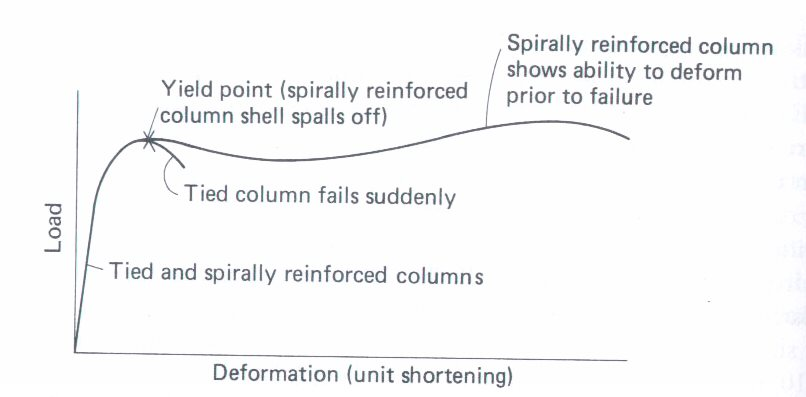 Spirally reinforced column
shows ability to deform
prior to failure
Yield point (spirally reinforced
column shell spalls off)
Tied column fails suddenly
Load
Tied and spirally reinforced columns
Deformation (unit shortening)